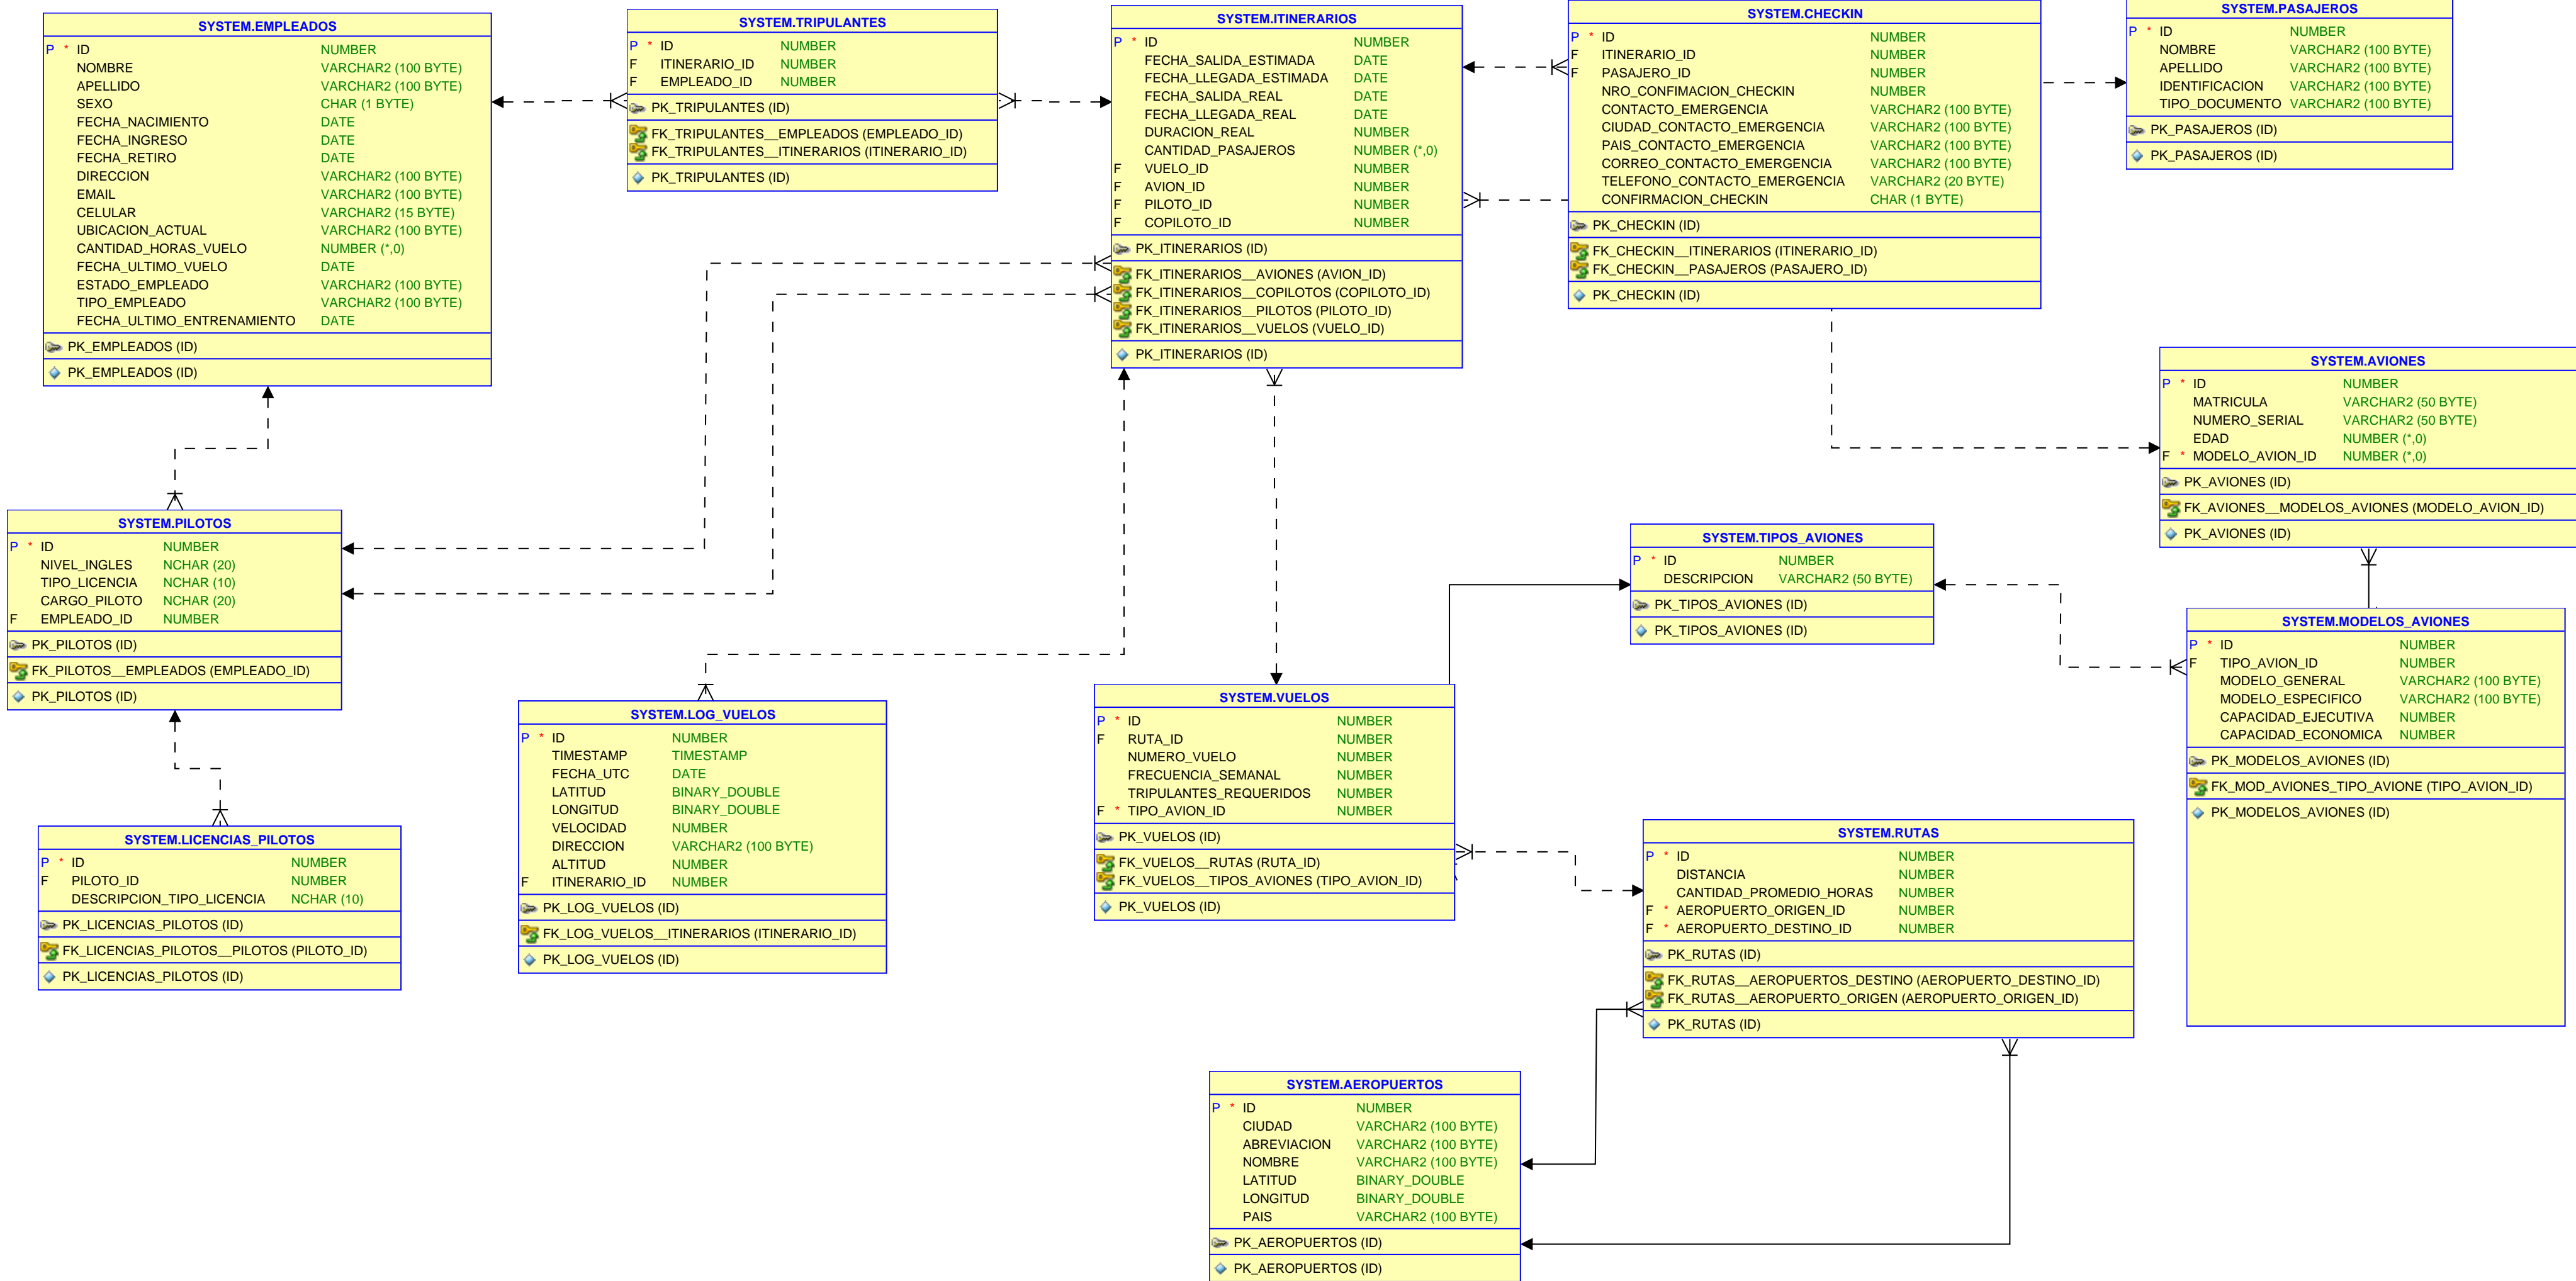 SYSTEM.EMPLEADOS
P * ID NUMBER
NOMBRE VARCHAR2 (100 BYTE)
APELLIDO VARCHAR2 (100 BYTE)
SEXO CHAR (1 BYTE)
FECHA_NACIMIENTO DATE
FECHA_INGRESO DATE
FECHA_RETIRO DATE
DIRECCION VARCHAR2 (100 BYTE)
EMAIL VARCHAR2 (100 BYTE)
CELULAR VARCHAR2 (15 BYTE)
UBICACION_ACTUAL VARCHAR2 (100 BYTE)
CANTIDAD_HORAS_VUELO NUMBER (*,0)
FECHA_ULTIMO_VUELO DATE
ESTADO_EMPLEADO VARCHAR2 (100 BYTE)
TIPO_EMPLEADO VARCHAR2 (100 BYTE)
FECHA_ULTIMO_ENTRENAMIENTO DATE
PK_EMPLEADOS (ID)
PK_EMPLEADOS (ID)
SYSTEM.TRIPULANTES
P * ID NUMBER
F ITINERARIO_ID NUMBER
F EMPLEADO_ID NUMBER
PK_TRIPULANTES (ID)
FK_TRIPULANTES__EMPLEADOS (EMPLEADO_ID)
FK_TRIPULANTES__ITINERARIOS (ITINERARIO_ID)
PK_TRIPULANTES (ID)
SYSTEM.ITINERARIOS
P * ID NUMBER
FECHA_SALIDA_ESTIMADA DATE
FECHA_LLEGADA_ESTIMADA DATE
FECHA_SALIDA_REAL DATE
FECHA_LLEGADA_REAL DATE
DURACION_REAL NUMBER
CANTIDAD_PASAJEROS NUMBER (*,0)
F VUELO_ID NUMBER
F AVION_ID NUMBER
F PILOTO_ID NUMBER
F COPILOTO_ID NUMBER
PK_ITINERARIOS (ID)
FK_ITINERARIOS__AVIONES (AVION_ID)
FK_ITINERARIOS__COPILOTOS (COPILOTO_ID)
FK_ITINERARIOS__PILOTOS (PILOTO_ID)
FK_ITINERARIOS__VUELOS (VUELO_ID)
PK_ITINERARIOS (ID)
SYSTEM.CHECKIN
P * ID NUMBER
F ITINERARIO_ID NUMBER
F PASAJERO_ID NUMBER
NRO_CONFIMACION_CHECKIN NUMBER
CONTACTO_EMERGENCIA VARCHAR2 (100 BYTE)
CIUDAD_CONTACTO_EMERGENCIA VARCHAR2 (100 BYTE)
PAIS_CONTACTO_EMERGENCIA VARCHAR2 (100 BYTE)
CORREO_CONTACTO_EMERGENCIA VARCHAR2 (100 BYTE)
TELEFONO_CONTACTO_EMERGENCIA VARCHAR2 (20 BYTE)
CONFIRMACION_CHECKIN CHAR (1 BYTE)
PK_CHECKIN (ID)
FK_CHECKIN__ITINERARIOS (ITINERARIO_ID)
FK_CHECKIN__PASAJEROS (PASAJERO_ID)
PK_CHECKIN (ID)
SYSTEM.PASAJEROS
P * ID NUMBER
NOMBRE VARCHAR2 (100 BYTE)
APELLIDO VARCHAR2 (100 BYTE)
IDENTIFICACION VARCHAR2 (100 BYTE)
TIPO_DOCUMENTO VARCHAR2 (100 BYTE)
PK_PASAJEROS (ID)
PK_PASAJEROS (ID)
SYSTEM.AVIONES
P * ID NUMBER
MATRICULA VARCHAR2 (50 BYTE)
NUMERO_SERIAL VARCHAR2 (50 BYTE)
EDAD NUMBER (*,0)
F * MODELO_AVION_ID NUMBER (*,0)
PK_AVIONES (ID)
FK_AVIONES__MODELOS_AVIONES (MODELO_AVION_ID)
PK_AVIONES (ID)
SYSTEM.PILOTOS
P * ID NUMBER
NIVEL_INGLES NCHAR (20)
TIPO_LICENCIA NCHAR (10)
CARGO_PILOTO NCHAR (20)
F EMPLEADO_ID NUMBER
PK_PILOTOS (ID)
FK_PILOTOS__EMPLEADOS (EMPLEADO_ID)
PK_PILOTOS (ID)
SYSTEM.TIPOS_AVIONES
P * ID NUMBER
DESCRIPCION VARCHAR2 (50 BYTE)
PK_TIPOS_AVIONES (ID)
PK_TIPOS_AVIONES (ID)
SYSTEM.MODELOS_AVIONES
P * ID NUMBER
F TIPO_AVION_ID NUMBER
MODELO_GENERAL VARCHAR2 (100 BYTE)
MODELO_ESPECIFICO VARCHAR2 (100 BYTE)
CAPACIDAD_EJECUTIVA NUMBER
CAPACIDAD_ECONOMICA NUMBER
PK_MODELOS_AVIONES (ID)
FK_MOD_AVIONES_TIPO_AVIONE (TIPO_AVION_ID)
PK_MODELOS_AVIONES (ID)
SYSTEM.LICENCIAS_PILOTOS
P * ID NUMBER
F PILOTO_ID NUMBER
DESCRIPCION_TIPO_LICENCIA NCHAR (10)
PK_LICENCIAS_PILOTOS (ID)
FK_LICENCIAS_PILOTOS__PILOTOS (PILOTO_ID)
PK_LICENCIAS_PILOTOS (ID)
SYSTEM.LOG_VUELOS
P * ID NUMBER
TIMESTAMP TIMESTAMP
FECHA_UTC DATE
LATITUD BINARY_DOUBLE
LONGITUD BINARY_DOUBLE
VELOCIDAD NUMBER
DIRECCION VARCHAR2 (100 BYTE)
ALTITUD NUMBER
F ITINERARIO_ID NUMBER
PK_LOG_VUELOS (ID)
FK_LOG_VUELOS__ITINERARIOS (ITINERARIO_ID)
PK_LOG_VUELOS (ID)
SYSTEM.VUELOS
P * ID NUMBER
F RUTA_ID NUMBER
NUMERO_VUELO NUMBER
FRECUENCIA_SEMANAL NUMBER
TRIPULANTES_REQUERIDOS NUMBER
F * TIPO_AVION_ID NUMBER
PK_VUELOS (ID)
FK_VUELOS__RUTAS (RUTA_ID)
FK_VUELOS__TIPOS_AVIONES (TIPO_AVION_ID)
PK_VUELOS (ID)
SYSTEM.RUTAS
P * ID NUMBER
DISTANCIA NUMBER
CANTIDAD_PROMEDIO_HORAS NUMBER
F * AEROPUERTO_ORIGEN_ID NUMBER
F * AEROPUERTO_DESTINO_ID NUMBER
PK_RUTAS (ID)
FK_RUTAS__AEROPUERTOS_DESTINO (AEROPUERTO_DESTINO_ID)
FK_RUTAS__AEROPUERTO_ORIGEN (AEROPUERTO_ORIGEN_ID)
PK_RUTAS (ID)
SYSTEM.AEROPUERTOS
P * ID NUMBER
CIUDAD VARCHAR2 (100 BYTE)
ABREVIACION VARCHAR2 (100 BYTE)
NOMBRE VARCHAR2 (100 BYTE)
LATITUD BINARY_DOUBLE
LONGITUD BINARY_DOUBLE
PAIS VARCHAR2 (100 BYTE)
PK_AEROPUERTOS (ID)
PK_AEROPUERTOS (ID)